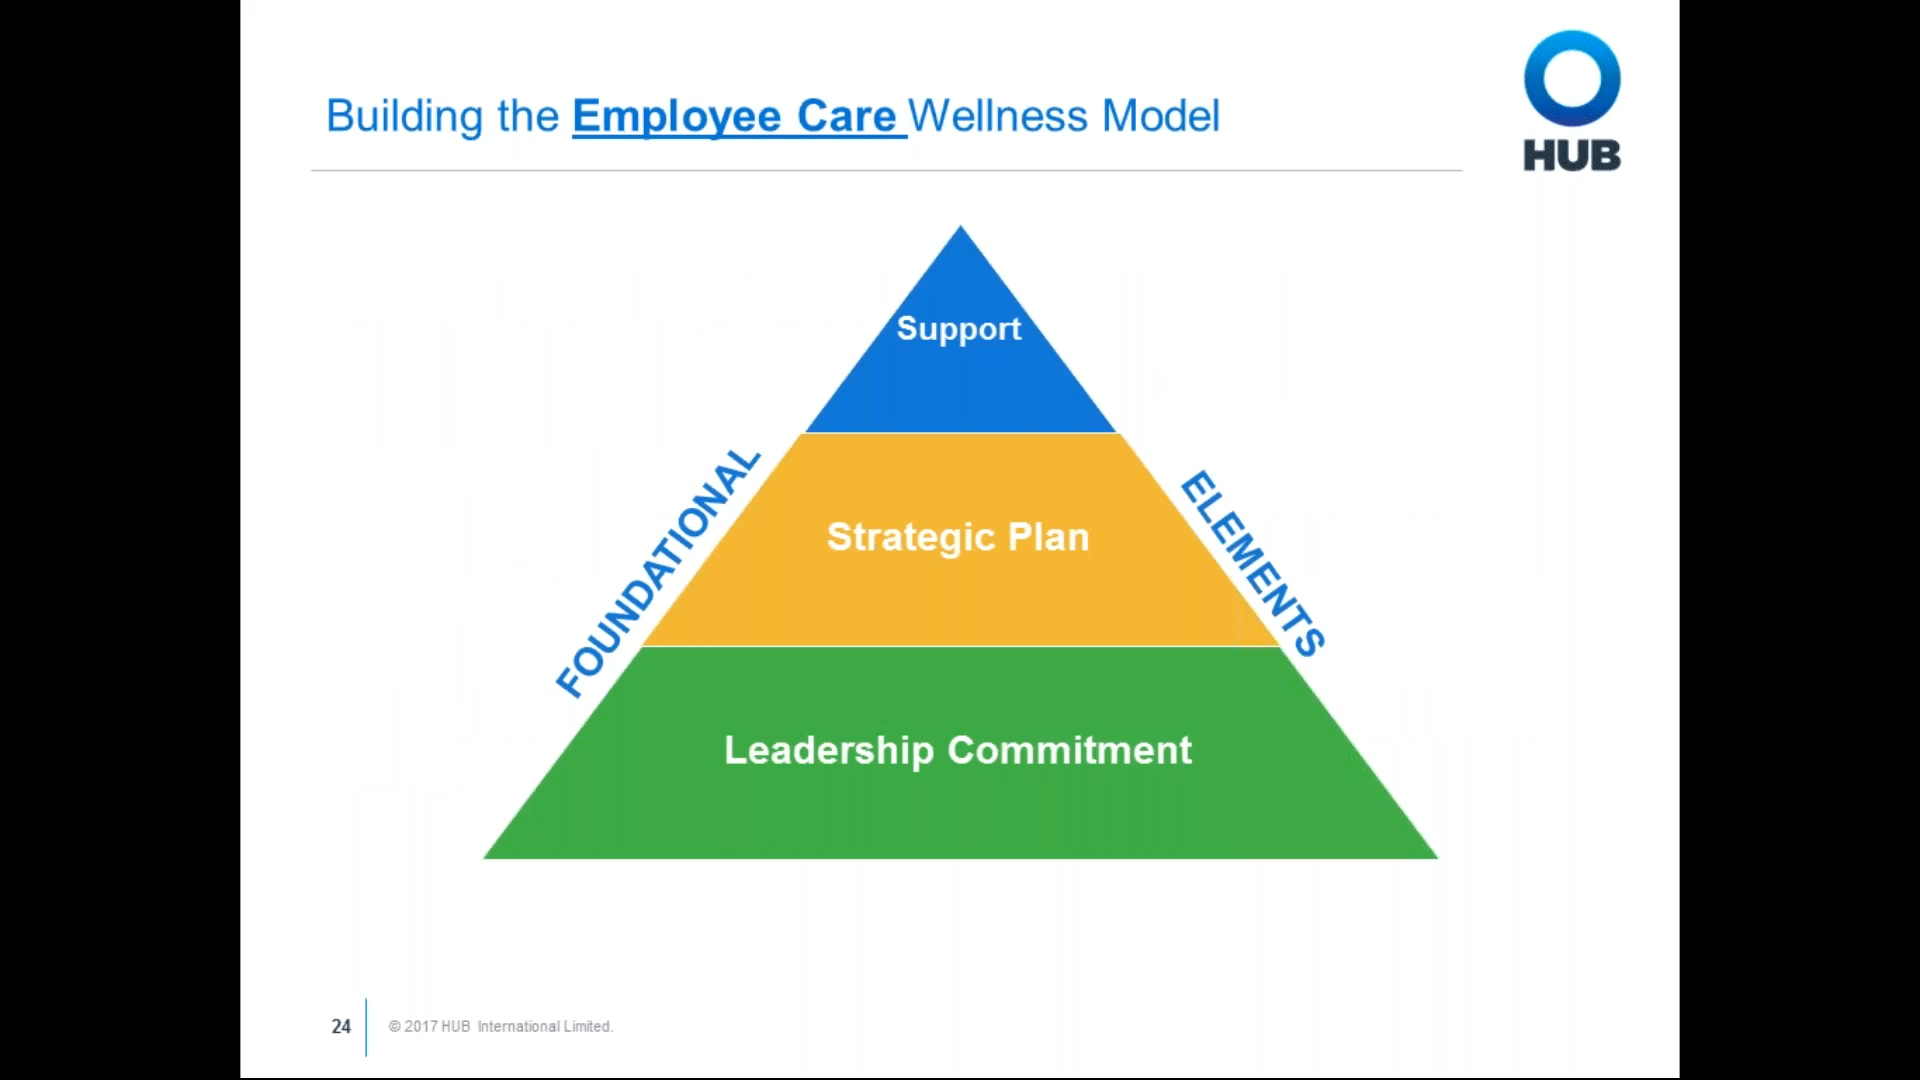 Building the Employee Care Wellness Model
HUB
Support
FOUNDATIONAL
ELEMENTS
Strategic Plan
Leadership Commitment
24
© 2017 HUB International Limited.